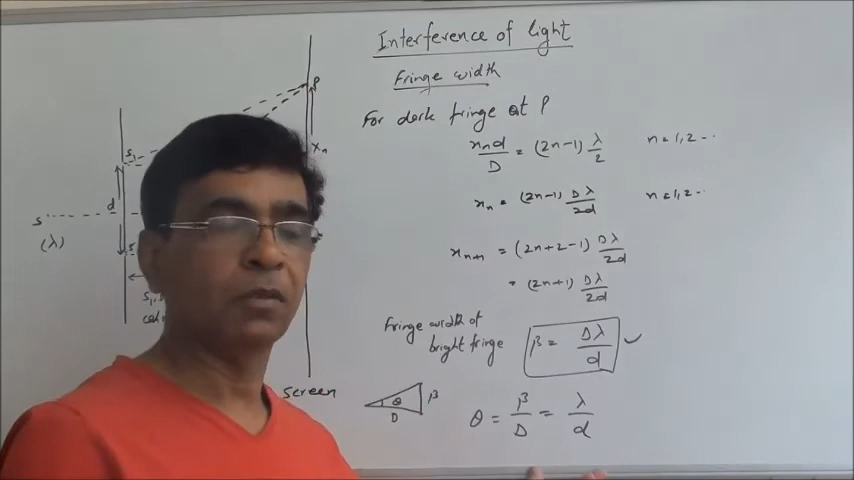 Interference of light
Fringe width
For dark fringe at P
xₙd/D = (2n-1) λ/2 n = 1,2 - -
xₙ = (2n-1) Dλ/2d n = 1,2 - -
xₙ₊₁ = (2n+2-1) Dλ/2d
= (2n+1) Dλ/2d
Fringe width of
bright fringe
β = Dλ/d
θ β
D
θ = β/D = λ/d
P
xₙ
S₁
d
S
(λ)
Screen